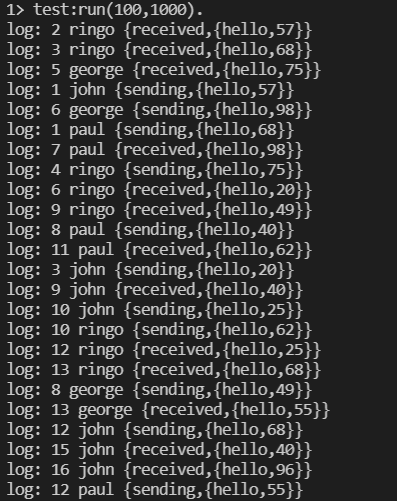 1> test:run(100,1000).
log: 2 ringo {received,{hello,57}}
log: 3 ringo {received,{hello,68}}
log: 5 george {received,{hello,75}}
log: 1 john {sending,{hello,57}}
log: 6 george {sending,{hello,98}}
log: 1 paul {sending,{hello,68}}
log: 7 paul {received,{hello,98}}
log: 4 ringo {sending,{hello,75}}
log: 6 ringo {received,{hello,20}}
log: 9 ringo {received,{hello,49}}
log: 8 paul {sending,{hello,40}}
log: 11 paul {received,{hello,62}}
log: 3 john {sending,{hello,20}}
log: 9 john {received,{hello,40}}
log: 10 john {sending,{hello,25}}
log: 10 ringo {sending,{hello,62}}
log: 12 ringo {received,{hello,25}}
log: 13 ringo {received,{hello,68}}
log: 8 george {sending,{hello,49}}
log: 13 george {received,{hello,55}}
log: 12 john {sending,{hello,68}}
log: 15 john {received,{hello,40}}
log: 16 john {received,{hello,96}}
log: 12 paul {sending,{hello,55}}